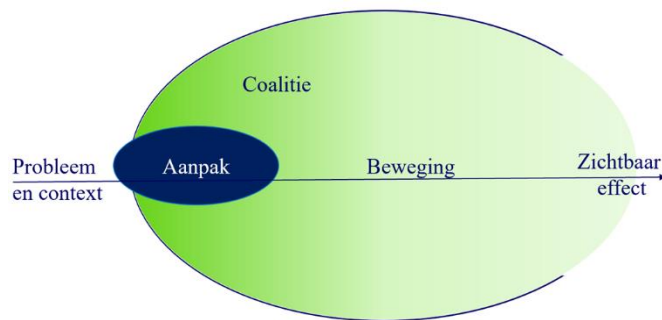 Coalitie
Probleem
en context
Aanpak
Beweging
Zichtbaar
effect